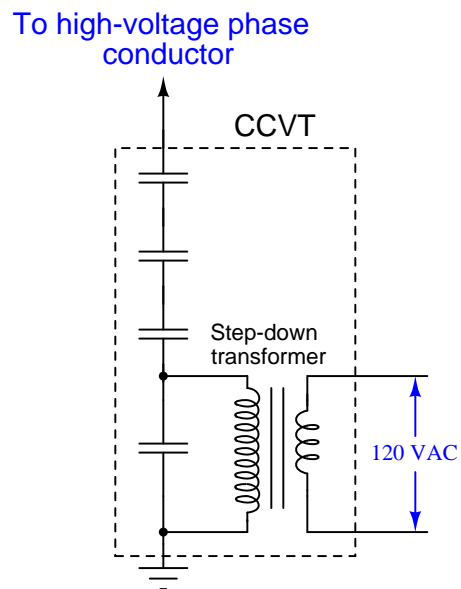 To high-voltage phase
conductor
CCVT
Step-down
transformer
120 VAC